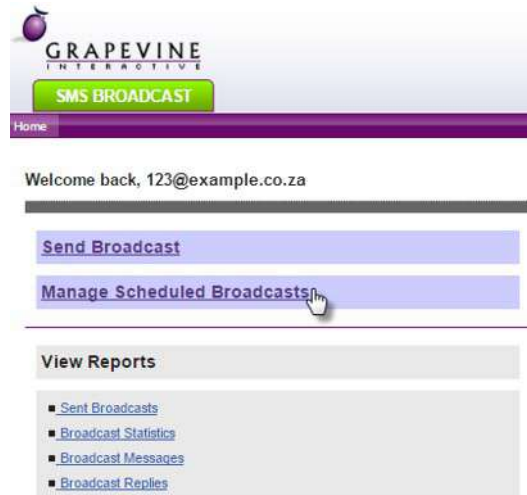 GRAPEVINE
INTERACTIVE
SMS BROADCAST
Home
Welcome back, 123@example.co.za
Send Broadcast
Manage Scheduled Broadcasts
View Reports
Sent Broadcasts
Broadcast Statistics
Broadcast Messages
Broadcast Replies